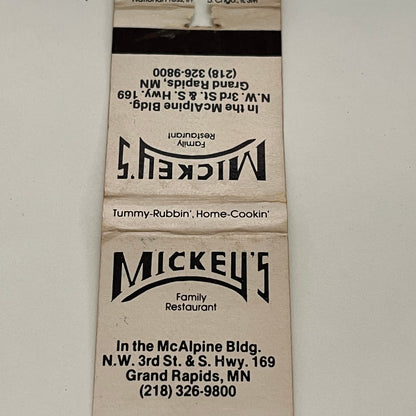 In the McAlpine Bldg.
N.W. 3rd St. & S. Hwy. 169
Grand Rapids, MN
(218) 326-9800
MICKEY'S
Family
Restaurant
Tummy-Rubbin', Home-Cookin'
MICKEY'S
Family
Restaurant
In the McAlpine Bldg.
N.W. 3rd St. & S. Hwy. 169
Grand Rapids, MN
(218) 326-9800